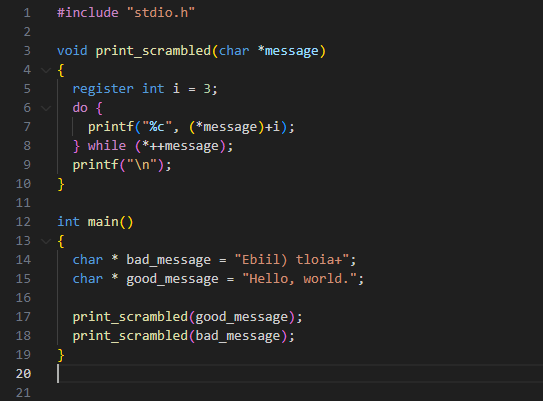 1 #include "stdio.h"
2
3 void print_scrambled(char *message)
4 {
5   register int i = 3;
6   do {
7     printf("%c", (*message)+i);
8   } while (*++message);
9   printf("\n");
10 }
11
12 int main()
13 {
14   char * bad_message = "Ebiil) tloia+";
15   char * good_message = "Hello, world.";
16
17   print_scrambled(good_message);
18   print_scrambled(bad_message);
19 }
20
21